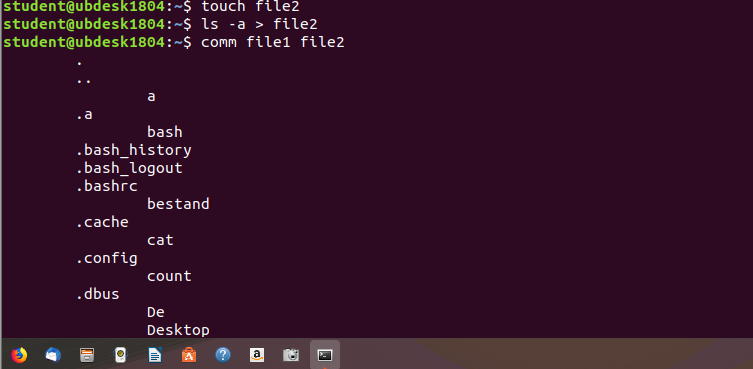 student@ubdesk1804:~$ touch file2
student@ubdesk1804:~$ ls -a > file2
student@ubdesk1804:~$ comm file1 file2
.
..
a
.a
bash
.bash_history
.bash_logout
.bashrc
bestand
.cache
cat
.config
count
.dbus
De
Desktop